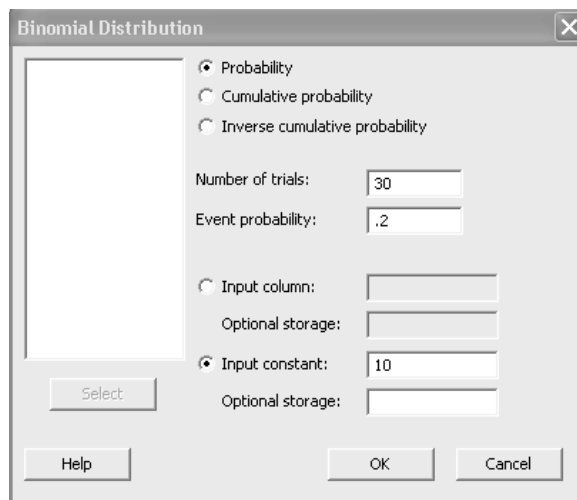 Binomial Distribution
Probability
Cumulative probability
Inverse cumulative probability
Number of trials: 30
Event probability: .2
Input column:
Optional storage:
Input constant: 10
Optional storage:
Select
Help OK Cancel